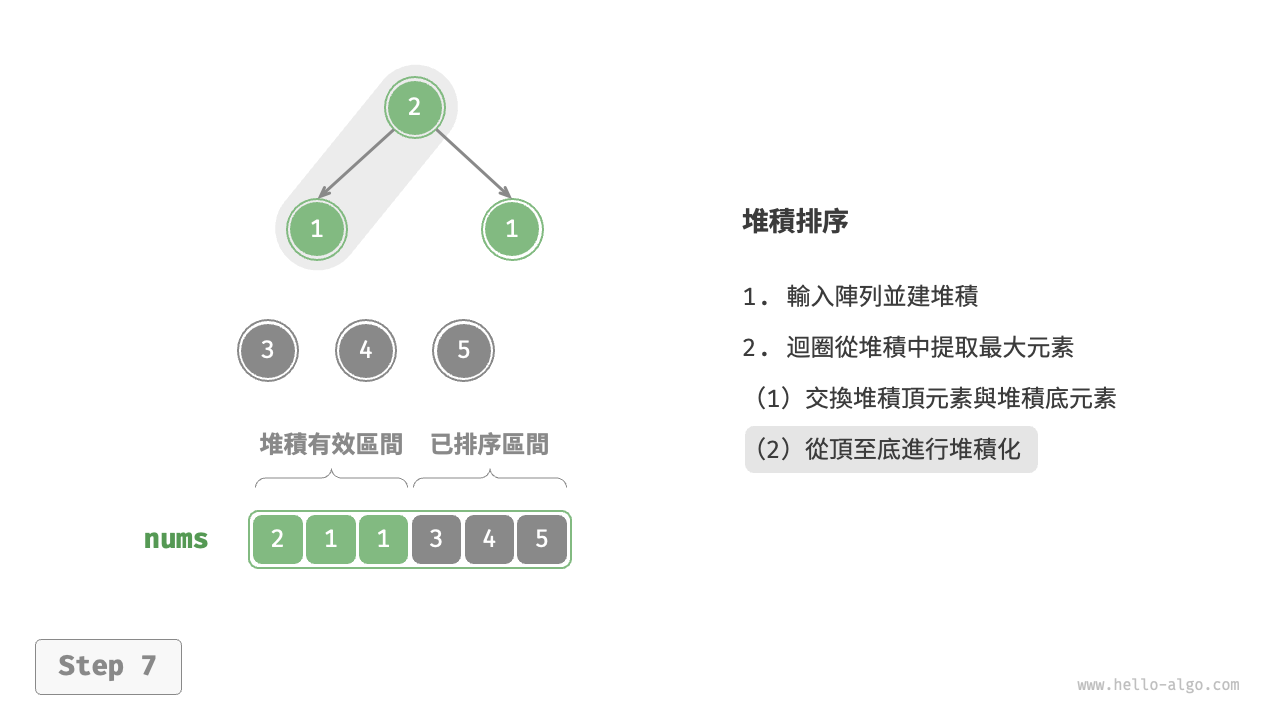 2
1 1
3 4 5
堆積有效區間 已排序區間
nums 2 1 1 3 4 5
Step 7
堆積排序
1. 輸入陣列並建堆積
2. 迴圈從堆積中提取最大元素
（1）交換堆積頂元素與堆積底元素
（2）從頂至底進行堆積化
www.hello-algo.com